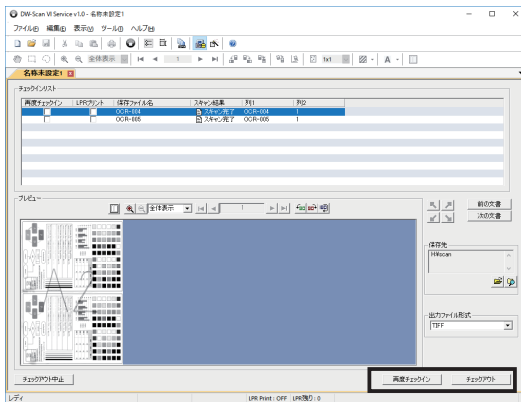 DW-Scan VI Service v1.0 - 名称未設定1
ファイル(F) 編集(E) 表示(V) ツール(T) ヘルプ(H)
全体表示 1 1x1 A
名称未設定1
チェックインリスト
再度チェックイン LPRプリント 保存ファイル名 スキャン結果 列1 列2
OCR-004 スキャン完了 OCR-004 1
OCR-005 スキャン完了 OCR-005 1
プレビュー
全体表示 1
前の文書
次の文書
保存先
H:¥scan
出力ファイル形式
TIFF
チェックアウト中止 再度チェックイン チェックアウト
レディ LPR Print : OFF LPR残り : 0